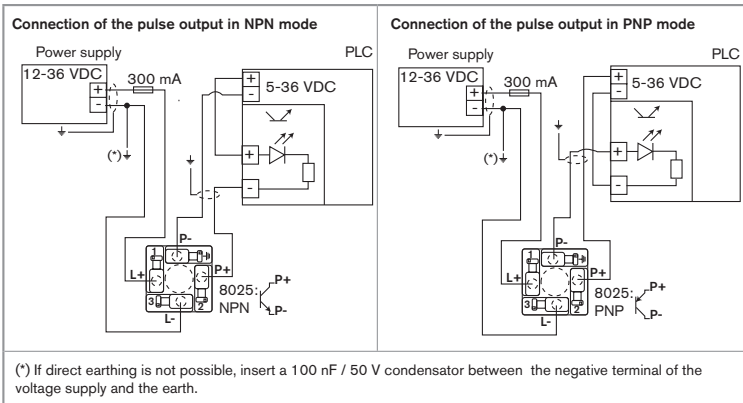 Connection of the pulse output in NPN mode
Power supply
PLC
12-36 VDC
300 mA
+
-
+
-
5-36 VDC
(*)
+
-
P-
1
L+
P+
3
2
L-
8025:
NPN
P+
P-
Connection of the pulse output in PNP mode
Power supply
PLC
12-36 VDC
300 mA
+
-
+
-
5-36 VDC
(*)
+
-
P-
1
L+
P+
3
2
L-
8025:
PNP
P+
P-
(*) If direct earthing is not possible, insert a 100 nF / 50 V condensator between the negative terminal of the
voltage supply and the earth.